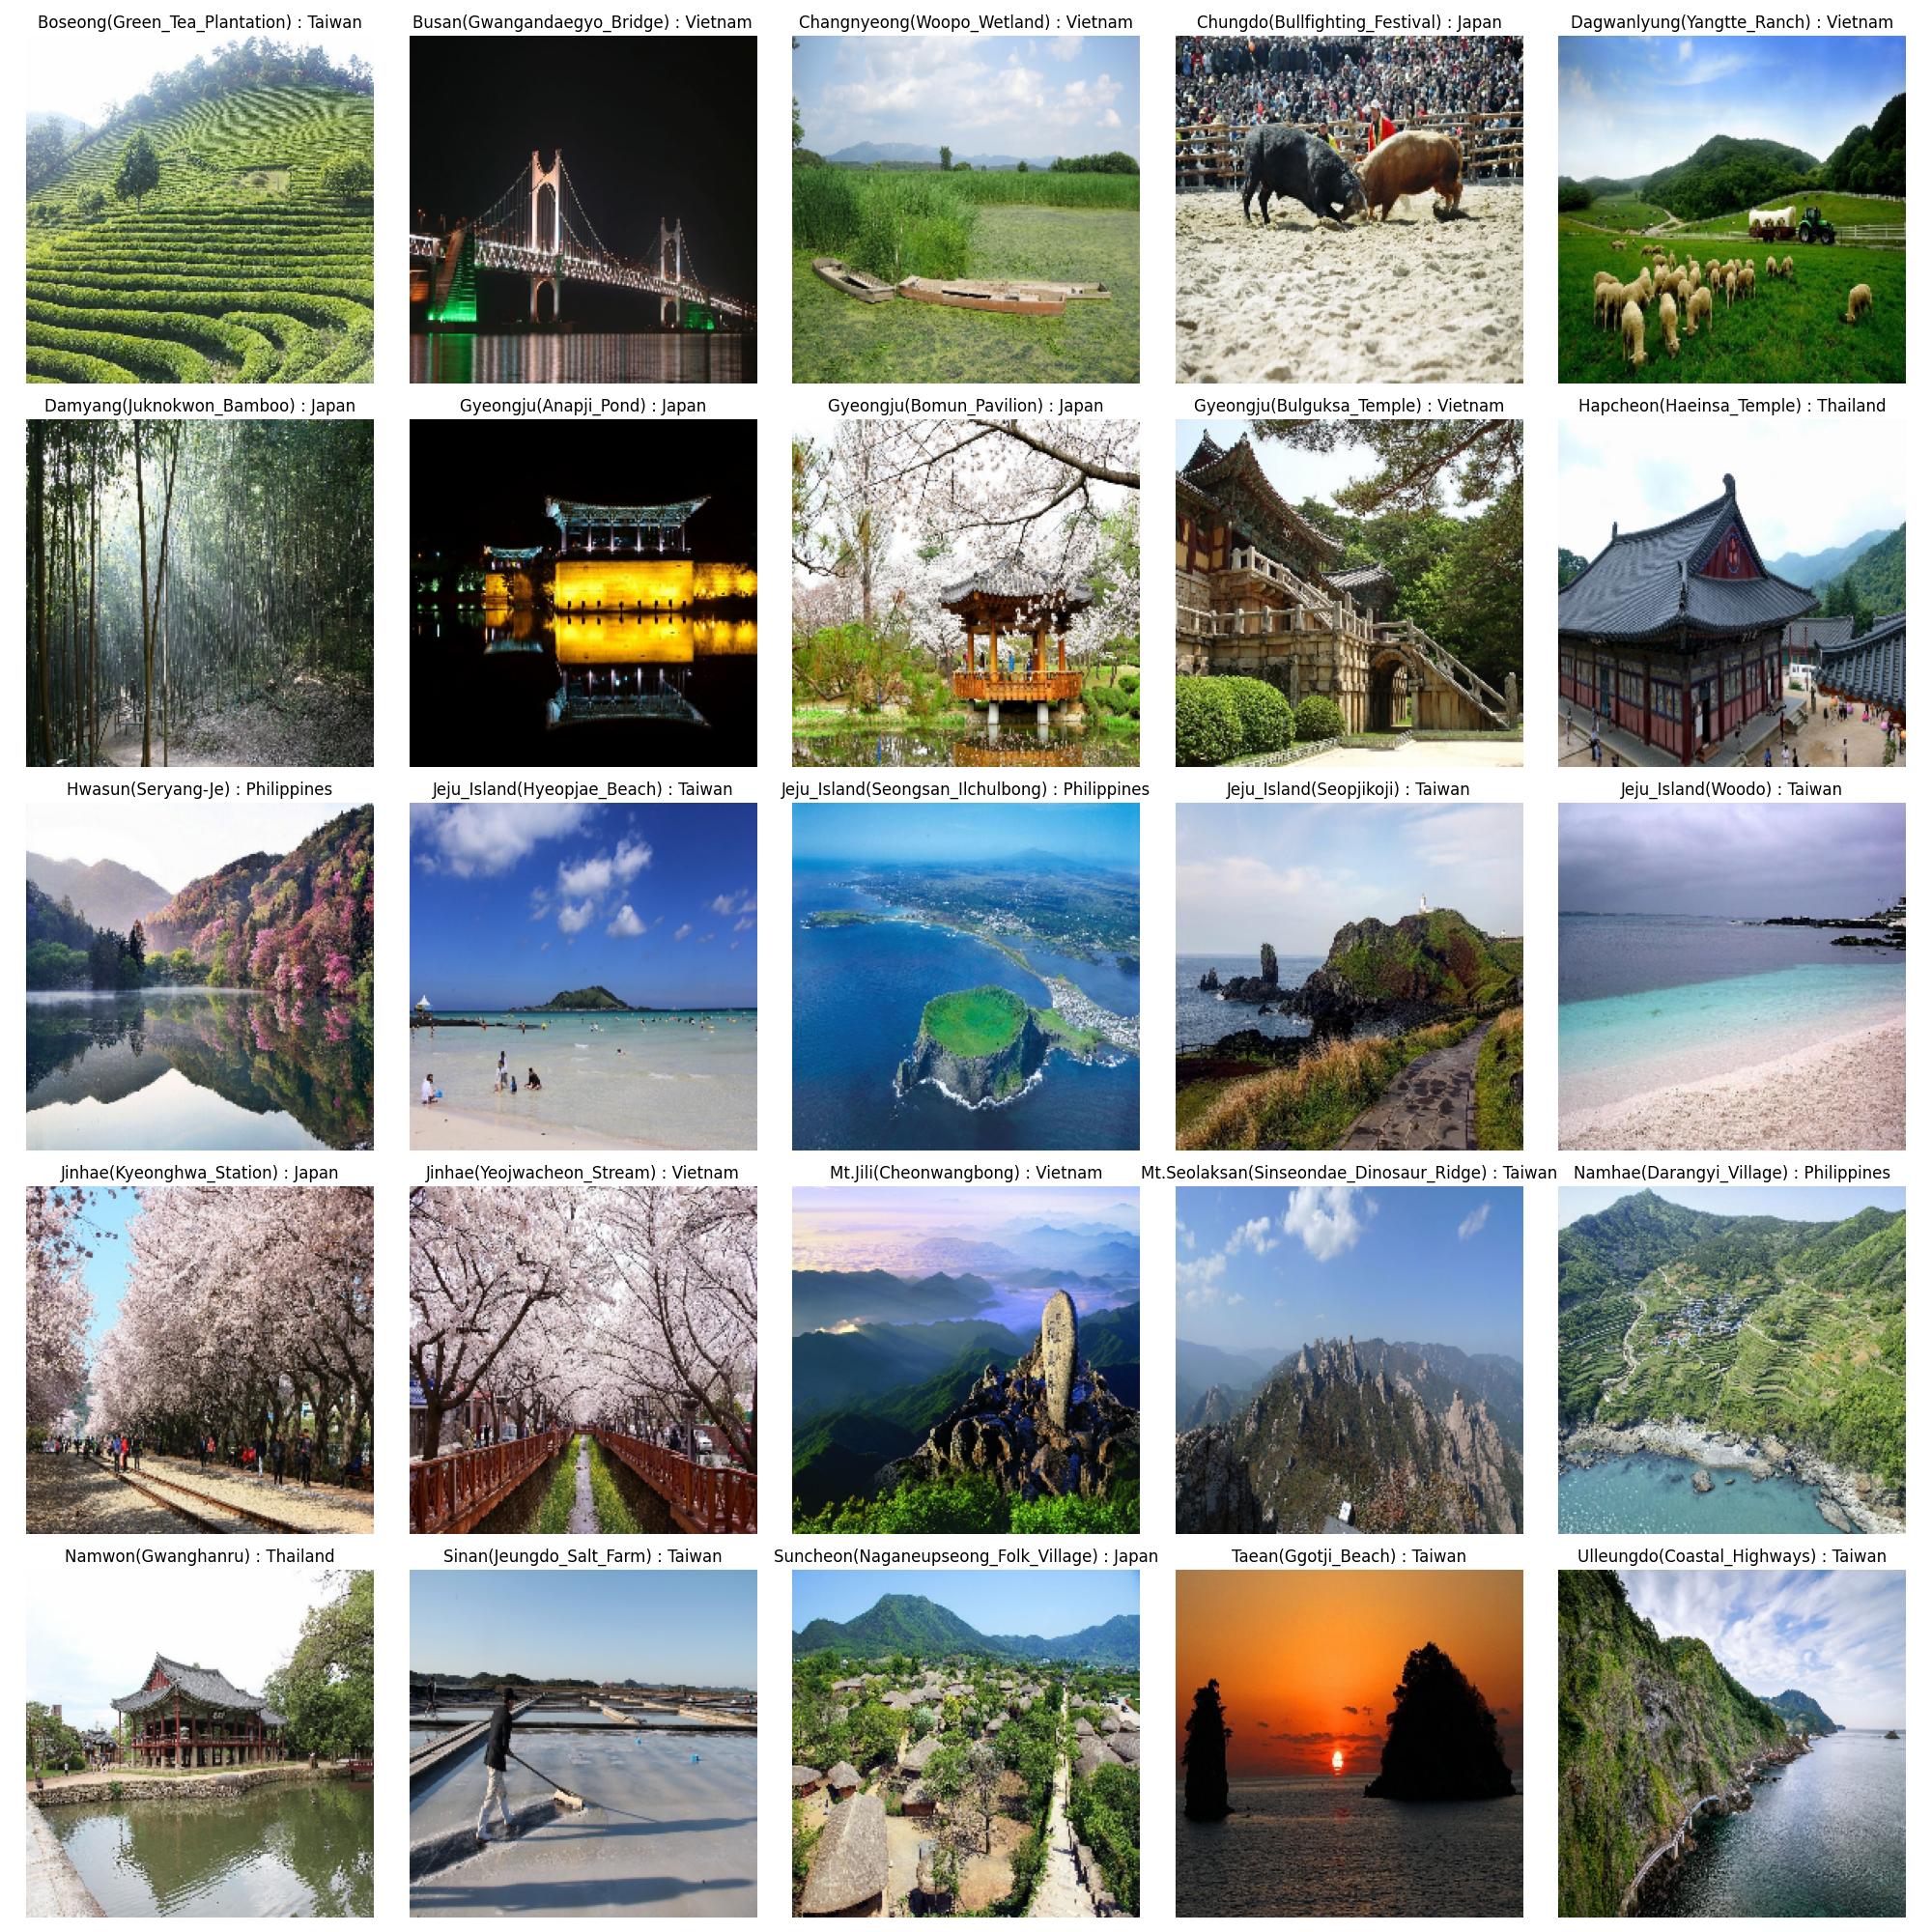 Boseong(Green_Tea_Plantation) : Taiwan
Busan(Gwangandaegyo_Bridge) : Vietnam
Changnyeong(Woopo_Wetland) : Vietnam
Chungdo(Bullfighting_Festival) : Japan
Dagwanlyung(Yangtte_Ranch) : Vietnam
Damyang(Juknokwon_Bamboo) : Japan
Gyeongju(Anapji_Pond) : Japan
Gyeongju(Bomun_Pavilion) : Japan
Gyeongju(Bulguksa_Temple) : Vietnam
Hapcheon(Haeinsa_Temple) : Thailand
Hwasun(Seryang-Je) : Philippines
Jeju_Island(Hyeopjae_Beach) : Taiwan
Jeju_Island(Seongsan_Ilchulbong) : Philippines
Jeju_Island(Seopjikoji) : Taiwan
Jeju_Island(Woodo) : Taiwan
Jinhae(Kyeonghwa_Station) : Japan
Jinhae(Yeojwacheon_Stream) : Vietnam
Mt.Jili(Cheonwangbong) : Vietnam
Mt.Seolaksan(Sinseondae_Dinosaur_Ridge) : Taiwan
Namhae(Darangyi_Village) : Philippines
Namwon(Gwanghanru) : Thailand
Sinan(Jeungdo_Salt_Farm) : Taiwan
Suncheon(Naganeupseong_Folk_Village) : Japan
Taean(Ggotji_Beach) : Taiwan
Ulleungdo(Coastal_Highways) : Taiwan